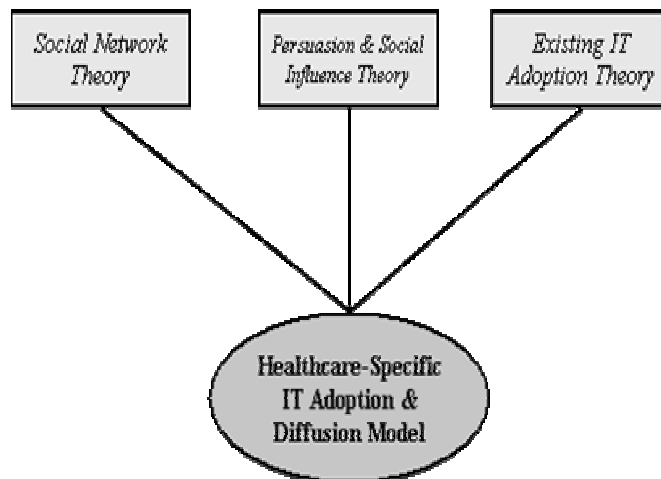 Social Network
Theory
Persuasion & Social
Influence Theory
Existing IT
Adoption Theory
Healthcare-Specific
IT Adoption &
Diffusion Model